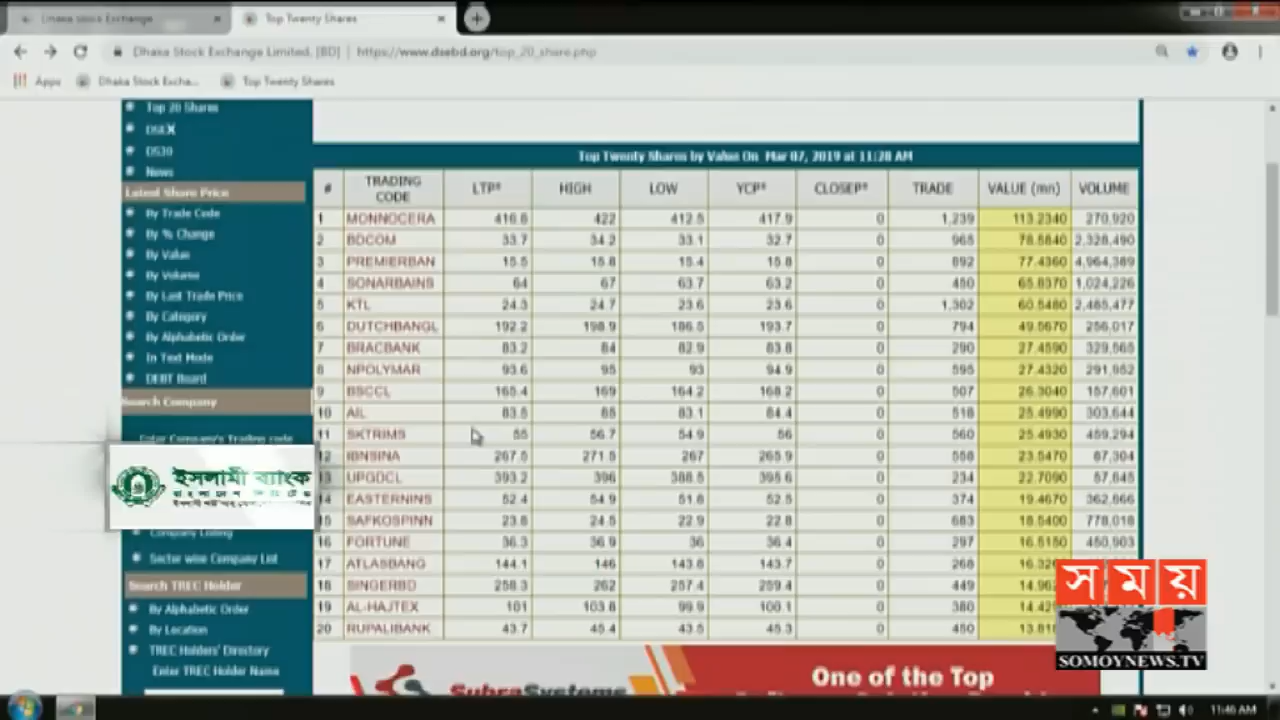 Dhaka Stock Exchange
Top Twenty Shares
Dhaka Stock Exchange Limited. [BD] | https://www.dsebd.org/top_20_share.php
Apps Dhaka Stock Excha... Top Twenty Shares
Top 20 Shares
DSEX
DS30
News
Latest Share Price
By Trade Code
By % Change
By Value
By Volume
By Last Trade Price
By Category
By Alphabetic Order
In Text Mode
DEBT Board
Search Company
Enter Company's Trading code
ইসলামী ব্যাংক
Company Listing
Sector wise Company List
Search TREC Holder
By Alphabetic Order
By Location
TREC Holders' Directory
Enter TREC Holder Name
Top Twenty Shares by Value On Mar 07, 2019 at 11:28 AM
# TRADING CODE LTP* HIGH LOW YCP* CLOSEP* TRADE VALUE (mn) VOLUME
1 MONNOCERA 416.6 422 412.5 417.9 0 1,239 113.2340 270,920
2 BDCOM 33.7 34.2 33.1 32.7 0 965 78.5840 2,328,490
3 PREMIERBAN 15.5 15.8 15.4 15.8 0 892 77.4360 4,964,389
4 SONARBAINS 64 67 63.7 63.2 0 450 65.8370 1,024,226
5 KTL 24.3 24.7 23.6 23.6 0 1,302 60.5480 2,485,477
6 DUTCHBANGL 192.2 198.9 186.5 193.7 0 794 49.5670 256,017
7 BRACBANK 83.2 84 82.9 83.8 0 290 27.4590 329,565
8 NPOLYMAR 93.6 95 93 94.9 0 595 27.4320 291,952
9 BSCCL 165.4 169 164.2 168.2 0 507 26.3040 157,601
10 AIL 83.5 85 83.1 84.4 0 518 25.4990 303,644
11 SKTRIMS 55 56.7 54.9 56 0 560 25.4930 459,294
12 IBNSINA 267.5 271.5 267 265.9 0 558 23.5470 87,304
13 UPGDCL 393.2 396 388.5 395.6 0 234 22.7090 57,645
14 EASTERNINS 52.4 54.9 51.8 52.5 0 374 19.4670 362,866
15 SAFKOSPINN 23.8 24.5 22.9 22.8 0 683 18.5400 778,018
16 FORTUNE 36.3 36.9 36 36.4 0 297 16.5150 450,903
17 ATLASBANG 144.1 146 143.8 143.7 0 268
18 SINGERBD 258.3 262 257.4 259.4 0 449
19 AL-HAJTEX 101 103.8 99.9 100.1 0 380
20 RUPALIBANK 43.7 45.4 43.5 45.3 0 450
SubraSystems
One of the Top
সময়
SOMOYNEWS.TV
11:46 AM